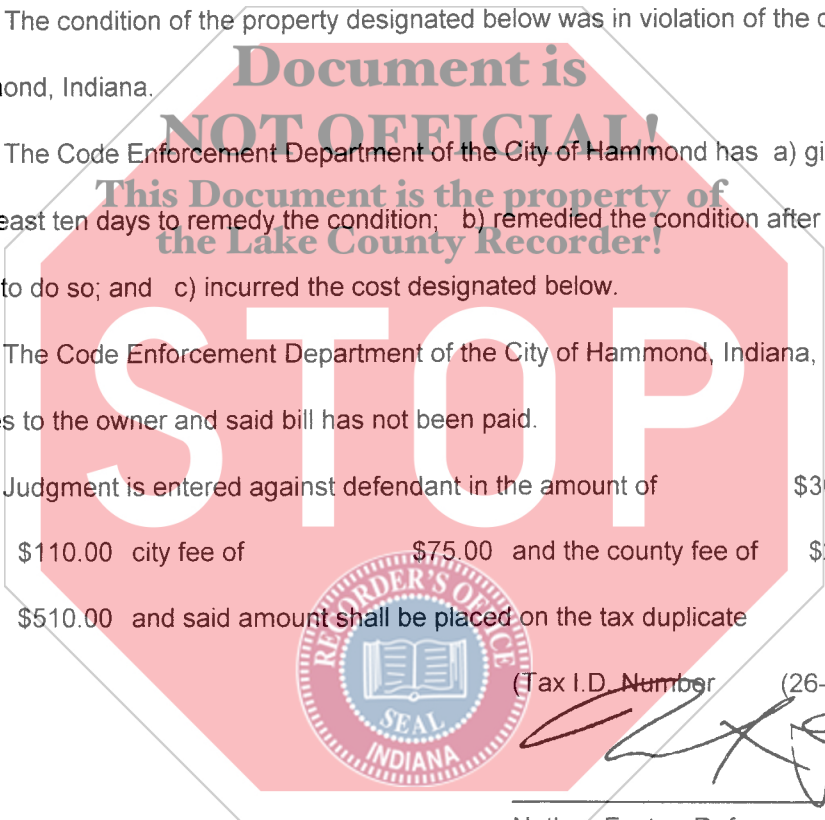 The condition of the property designated below was in violation of the
Document is
mond, Indiana.
NOT OFFICIAL!
The Code Enforcement Department of the City of Hammond has a)
This Document is the property of
least ten days to remedy the condition; b) remedied the condition after
the Lake County Recorder!
to do so; and c) incurred the cost designated below.
STOP
The Code Enforcement Department of the City of Hammond, Indiana,
to the owner and said bill has not been paid.
Judgment is entered against defendant in the amount of
$110.00 city fee of $75.00 and the county fee of
$510.00 and said amount shall be placed on the tax duplicate
RECORDER'S OFFICE
(Tax I.D. Number (26-
SEAL
INDIANA